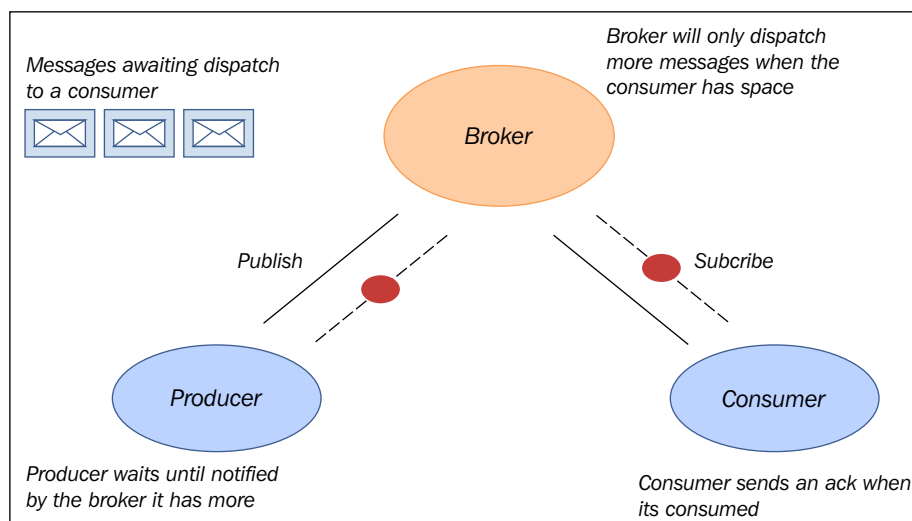 Messages awaiting dispatch
to a consumer
Broker will only dispatch
more messages when the
consumer has space
Broker
Publish
Subcribe
Producer
Consumer
Producer waits until notified
by the broker it has more
Consumer sends an ack when
its consumed